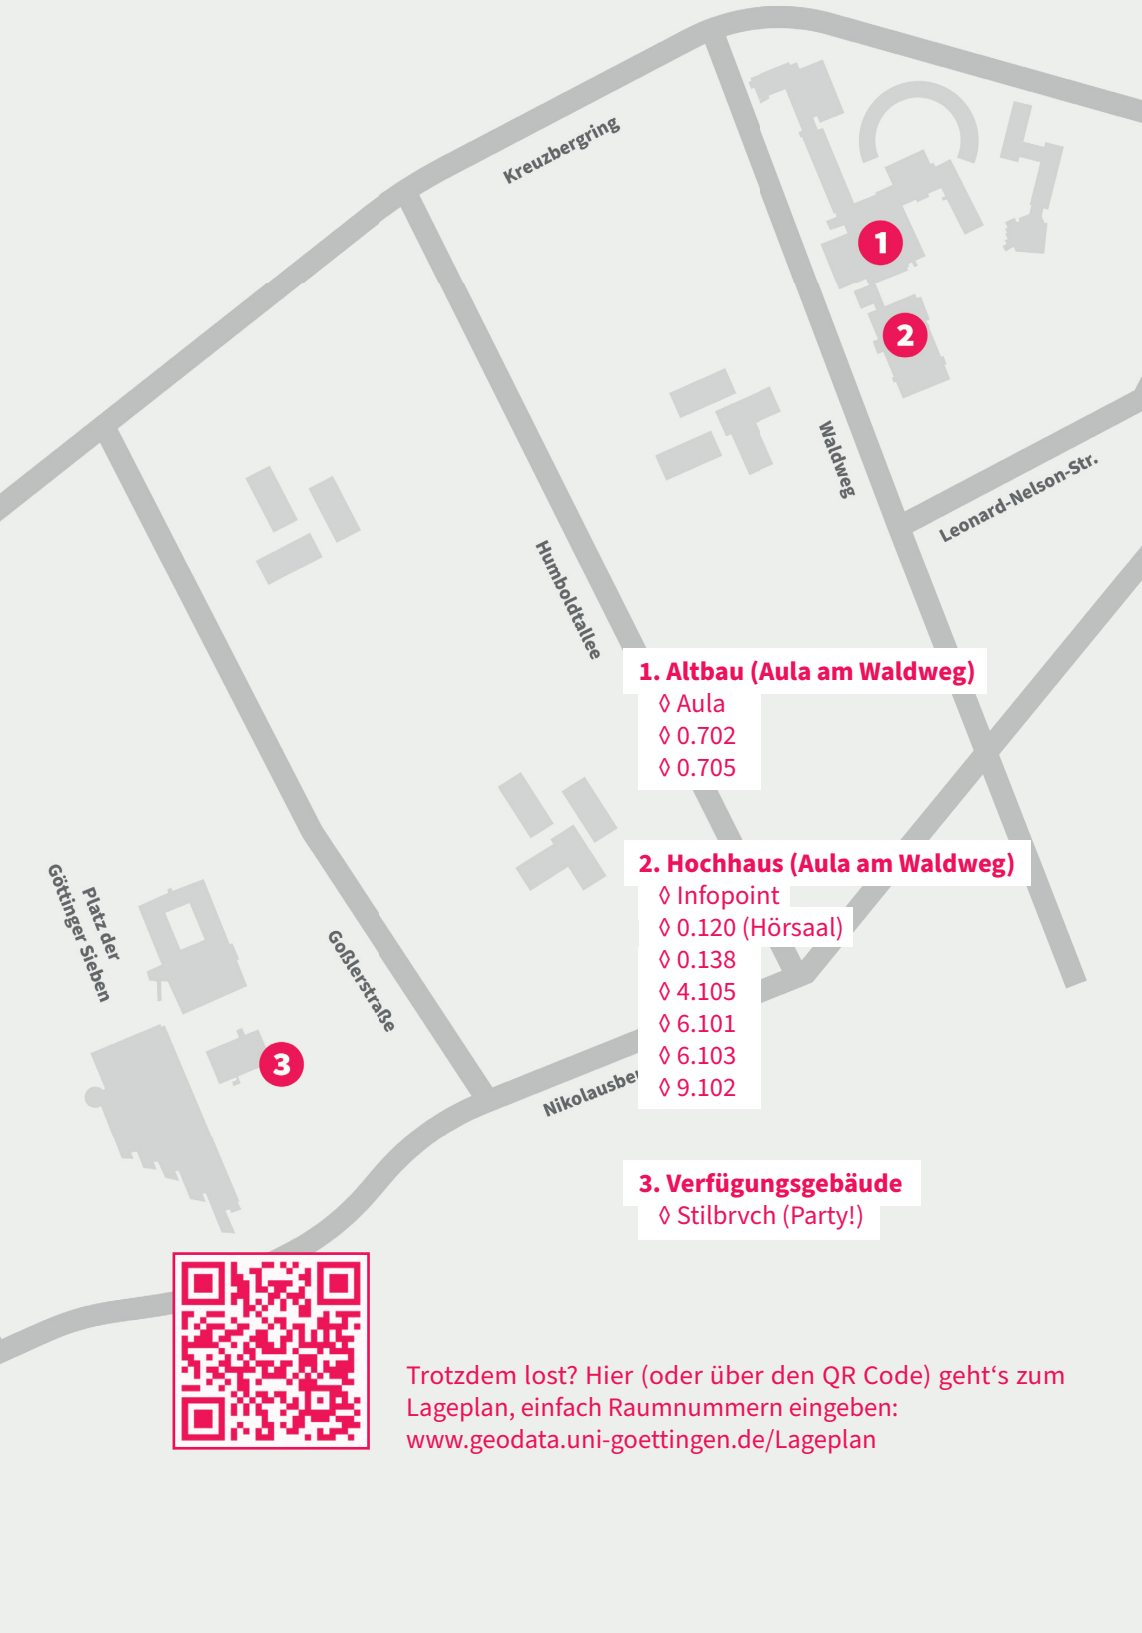 Kreuzbergring
1
2
Waldweg
Leonard-Nelson-Str.
Humboldtallee
1. Altbau (Aula am Waldweg)
◊ Aula
◊ 0.702
◊ 0.705
2. Hochhaus (Aula am Waldweg)
◊ Infopoint
◊ 0.120 (Hörsaal)
◊ 0.138
◊ 4.105
◊ 6.101
◊ 6.103
◊ 9.102
Platz der
Göttinger Sieben
Goßlerstraße
3
3. Verfügungsgebäude
◊ Stilbrvch (Party!)
Trotzdem lost? Hier (oder über den QR Code) geht‘s zum
Lageplan, einfach Raumnummern eingeben:
www.geodata.uni-goettingen.de/Lageplan